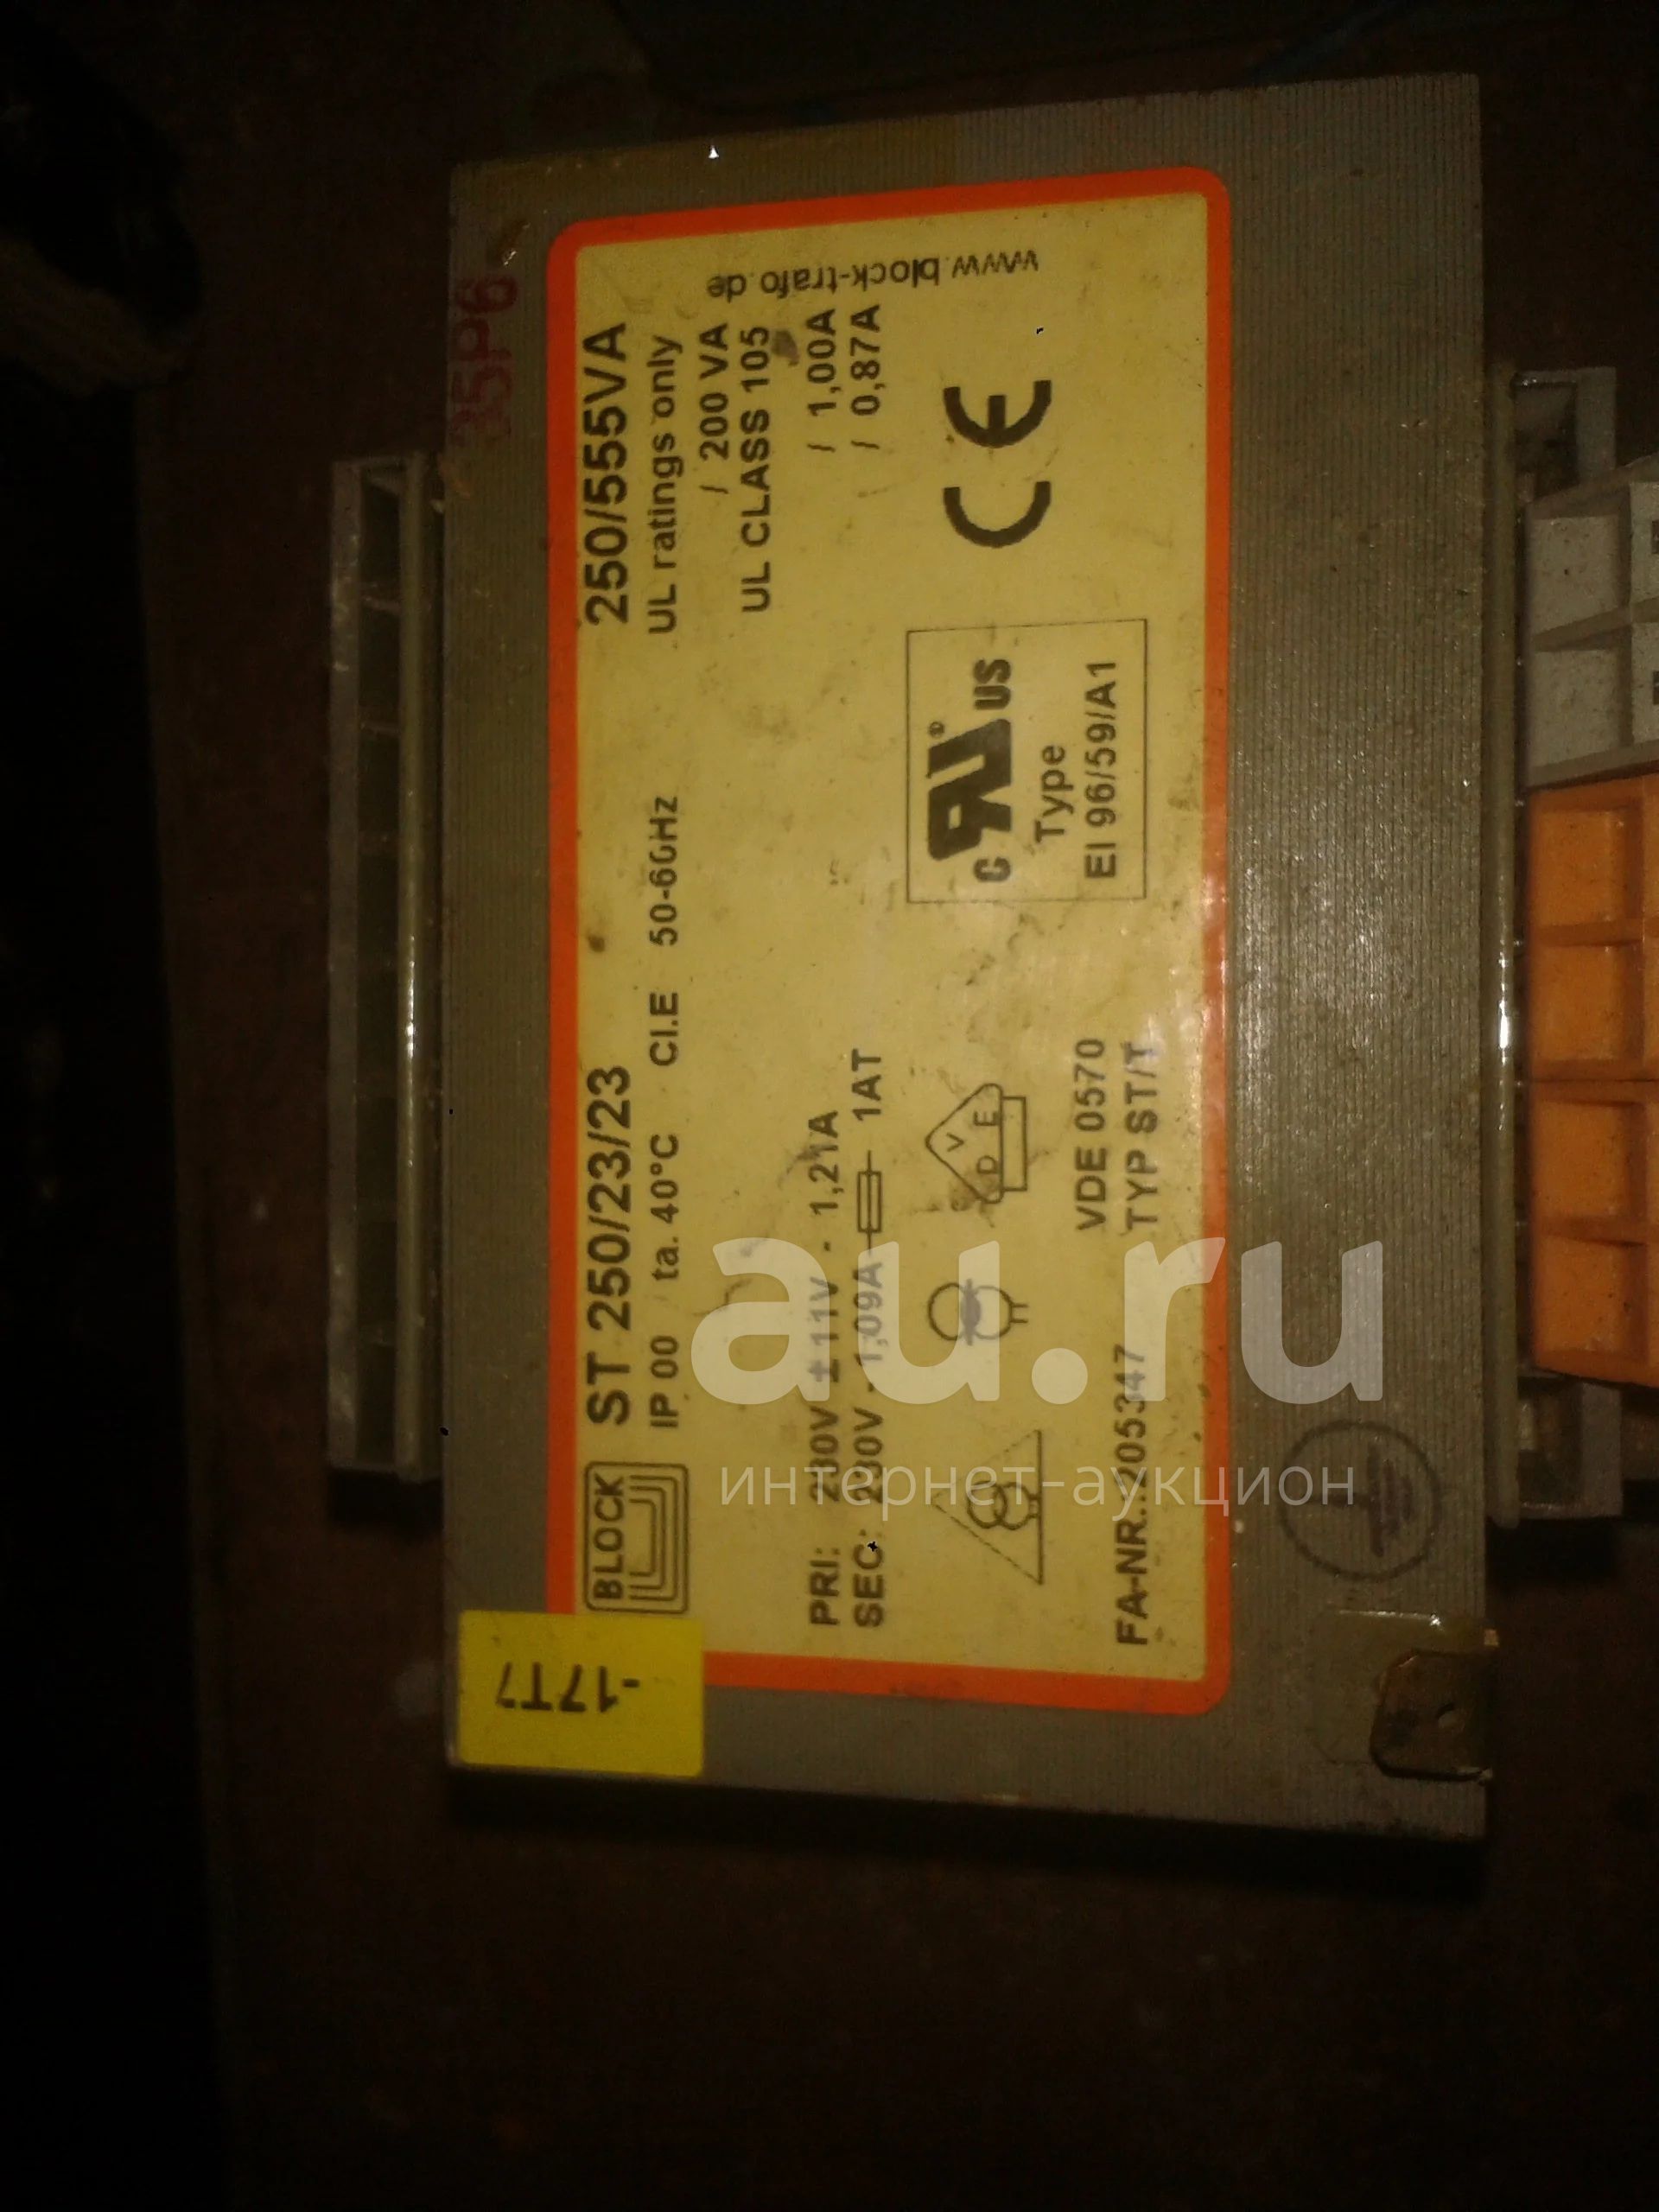 BLOCK
ST 250/23/23
250/555VA
IP 00 ta. 40°C Cl.E 50-60Hz
UL ratings only
/ 200 VA
UL CLASS 105
PRI: 230V ±11V - 1,21A / 1,00A
SEC: 230V - 1,09A 1AT / 0,87A
www.block-trafo.de
D V E
C RU® US
Type
EI 96/59/A1
CE
VDE 0570
TYP ST/T
FA-NR.:205347
-17T7
35P6
au.ru
интернет-аукцион